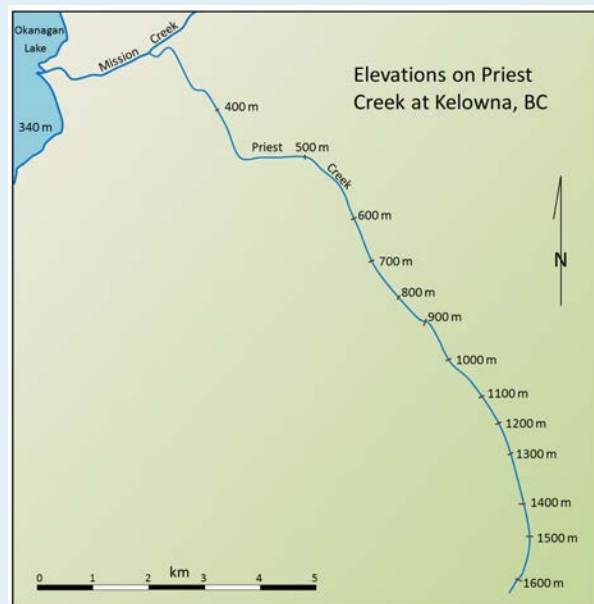 Okanagan
Lake
340 m
Mission Creek
Elevations on Priest
Creek at Kelowna, BC
400 m
Priest Creek
500 m
600 m
700 m
800 m
900 m
1000 m
1100 m
1200 m
1300 m
1400 m
1500 m
1600 m
N
km
0 1 2 3 4 5